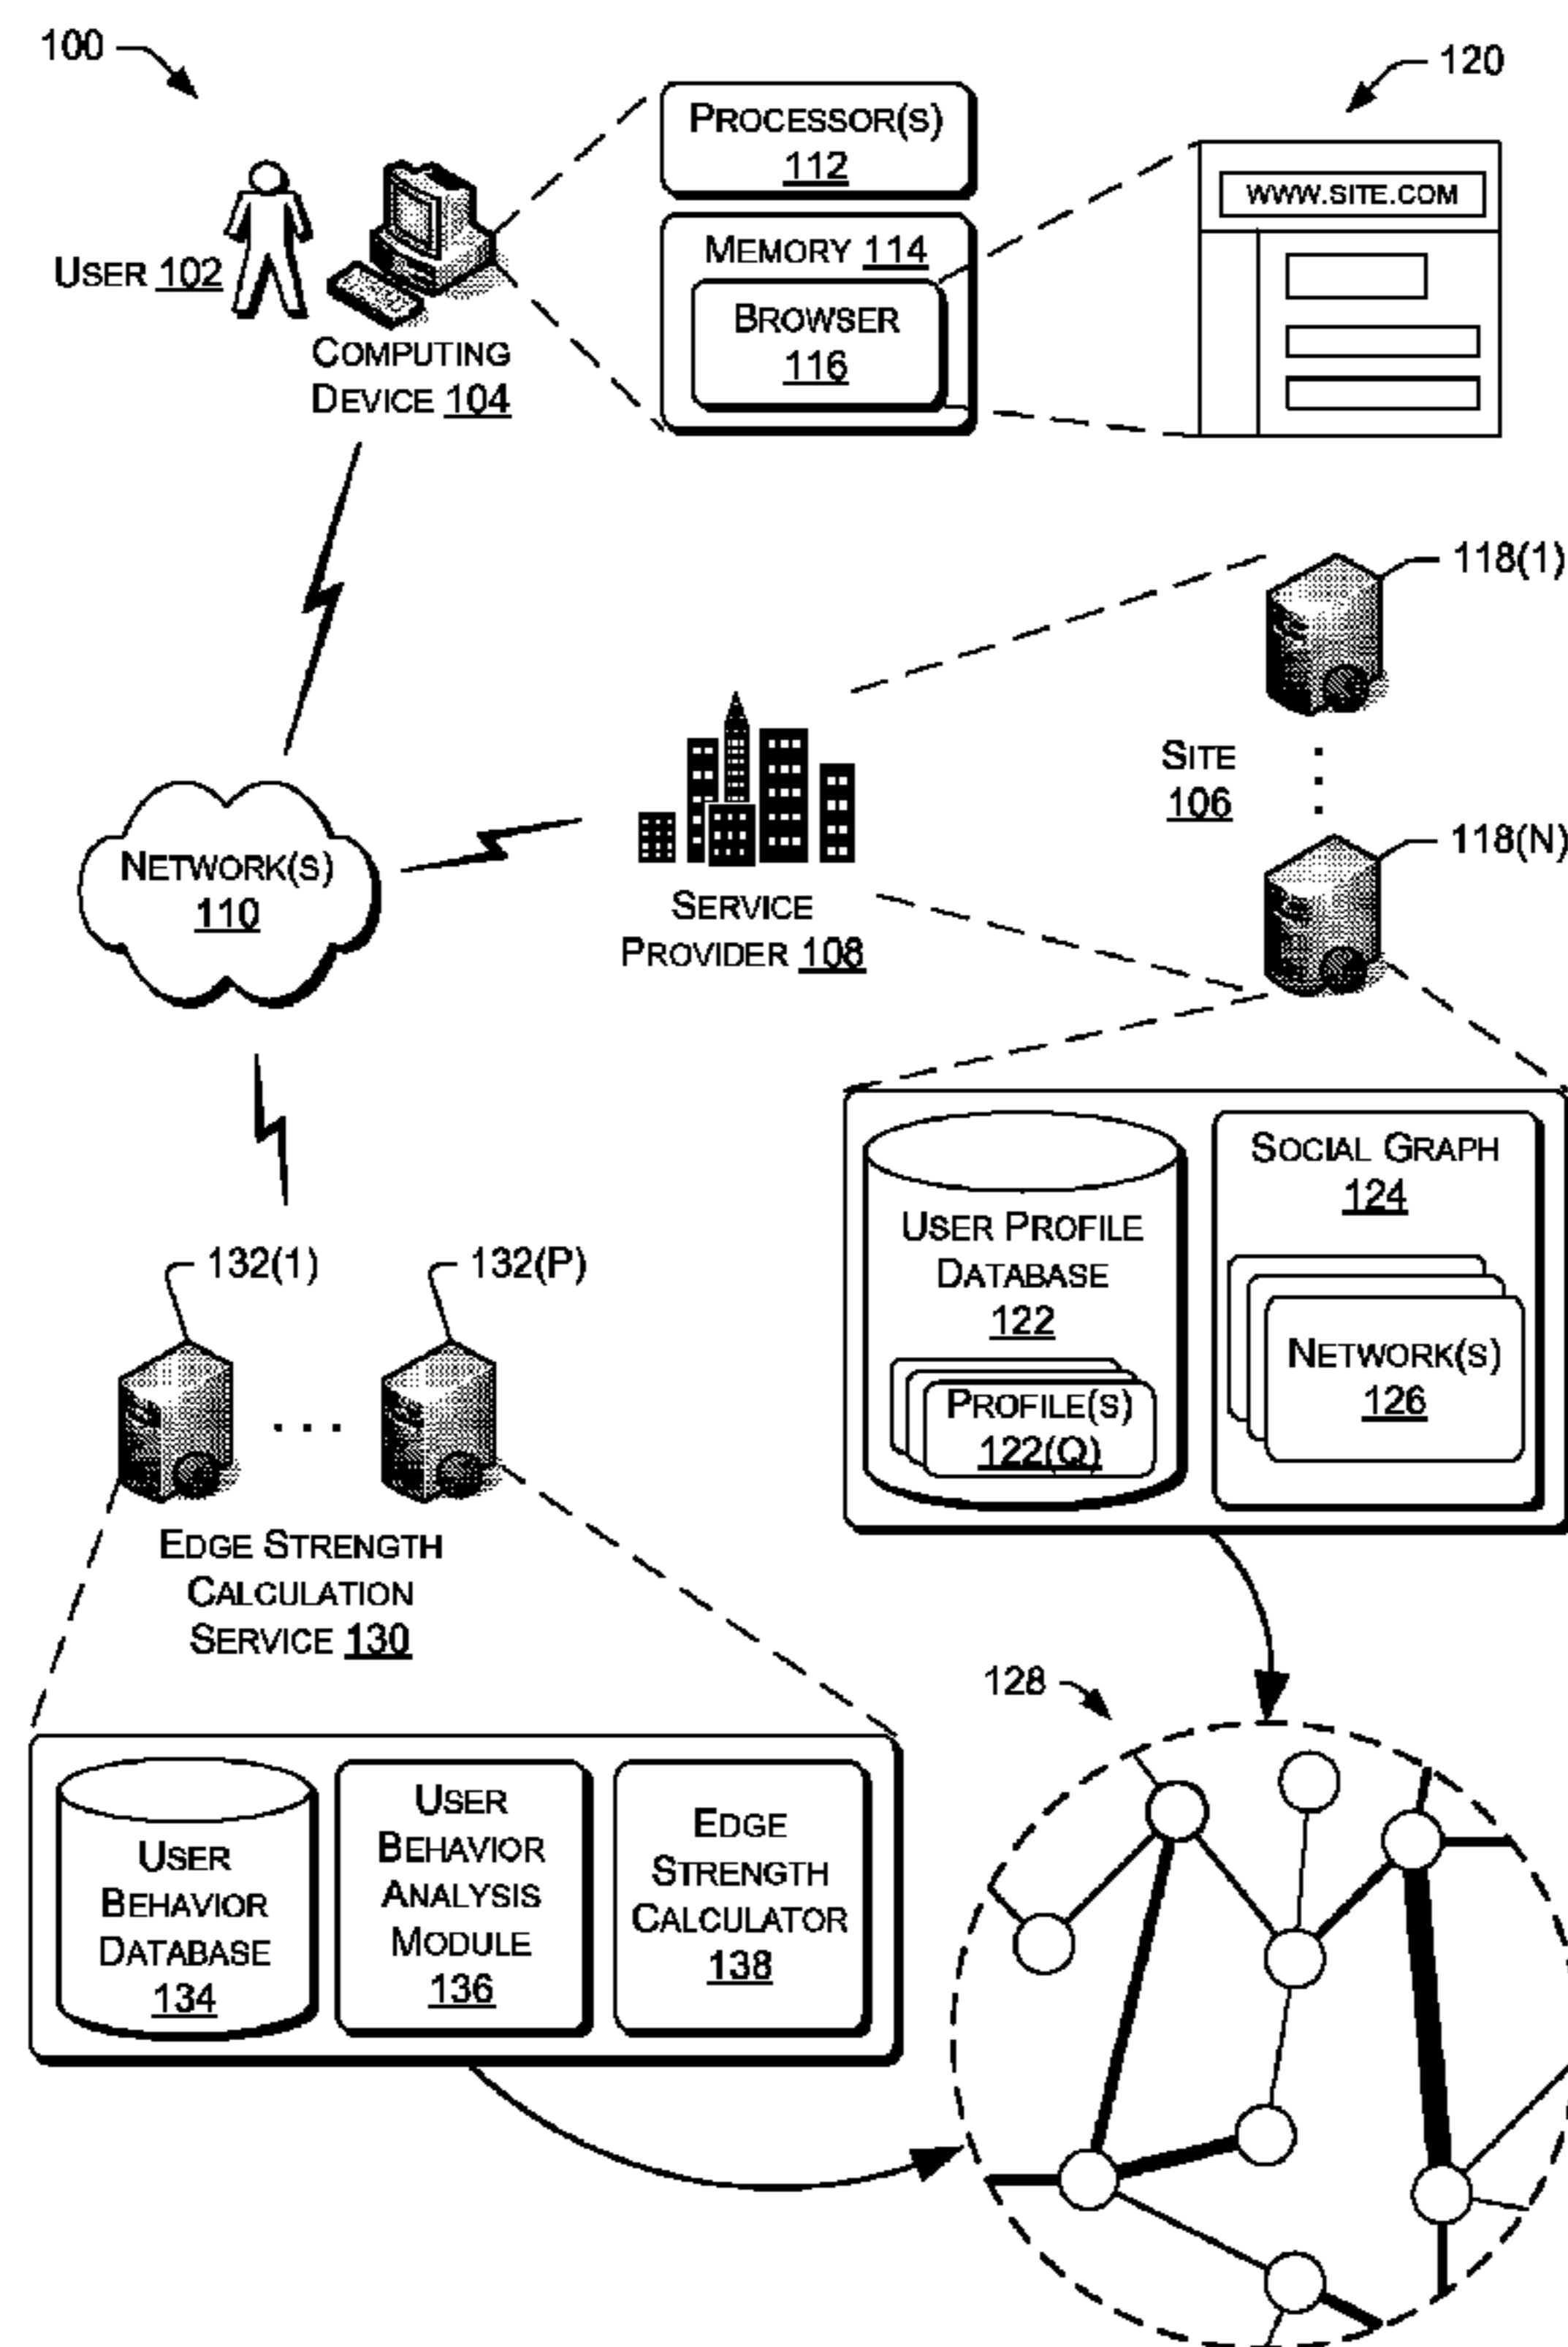 100
120
PROCESSOR(S)
112
WWW.SITE.COM
USER 102
MEMORY 114
BROWSER
116
COMPUTING
DEVICE 104
118(1)
SITE
106
118(N)
NETWORK(S)
110
SERVICE
PROVIDER 108
SOCIAL GRAPH
124
USER PROFILE
DATABASE
122
NETWORK(S)
126
PROFILE(S)
122(Q)
132(1)
132(P)
EDGE STRENGTH
CALCULATION
SERVICE 130
128
USER
BEHAVIOR
DATABASE
134
USER
BEHAVIOR
ANALYSIS
MODULE
136
EDGE
STRENGTH
CALCULATOR
138